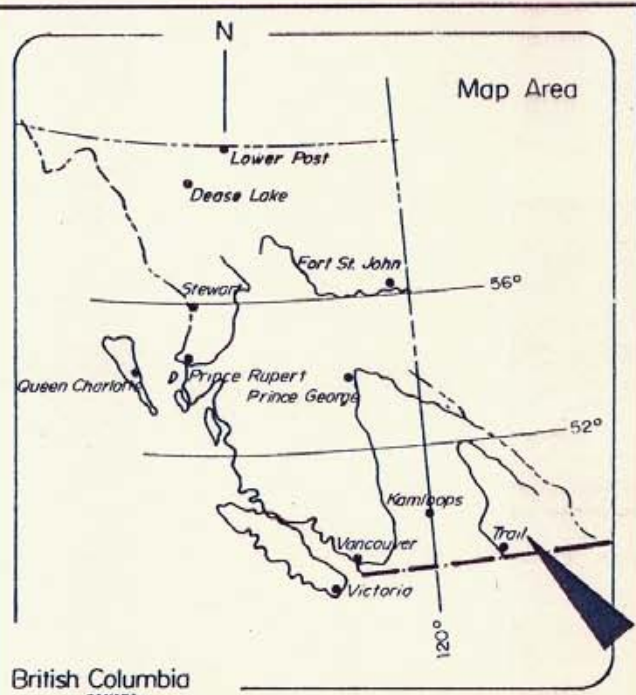 N
Map Area
Lower Post
Dease Lake
Fort St. John
56°
Stewart
Queen Charlotte
Prince Rupert
Prince George
52°
Kamloops
Vancouver
Trail
Victoria
120°
British Columbia